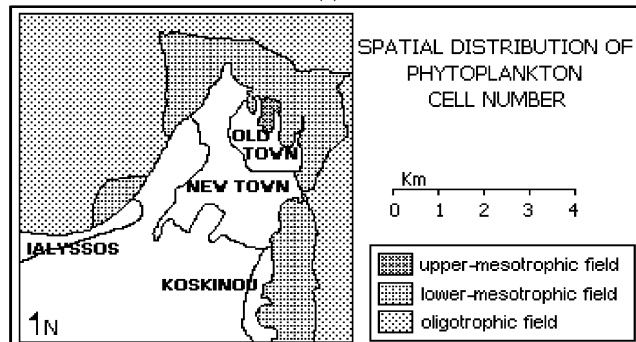 SPATIAL DISTRIBUTION OF
PHYTOPLANKTON
CELL NUMBER
OLD
TOWN
NEW TOWN
IALYSSOS
KOSKINOU
N
Km
0 1 2 3 4
upper-mesotrophic field
lower-mesotrophic field
oligotrophic field